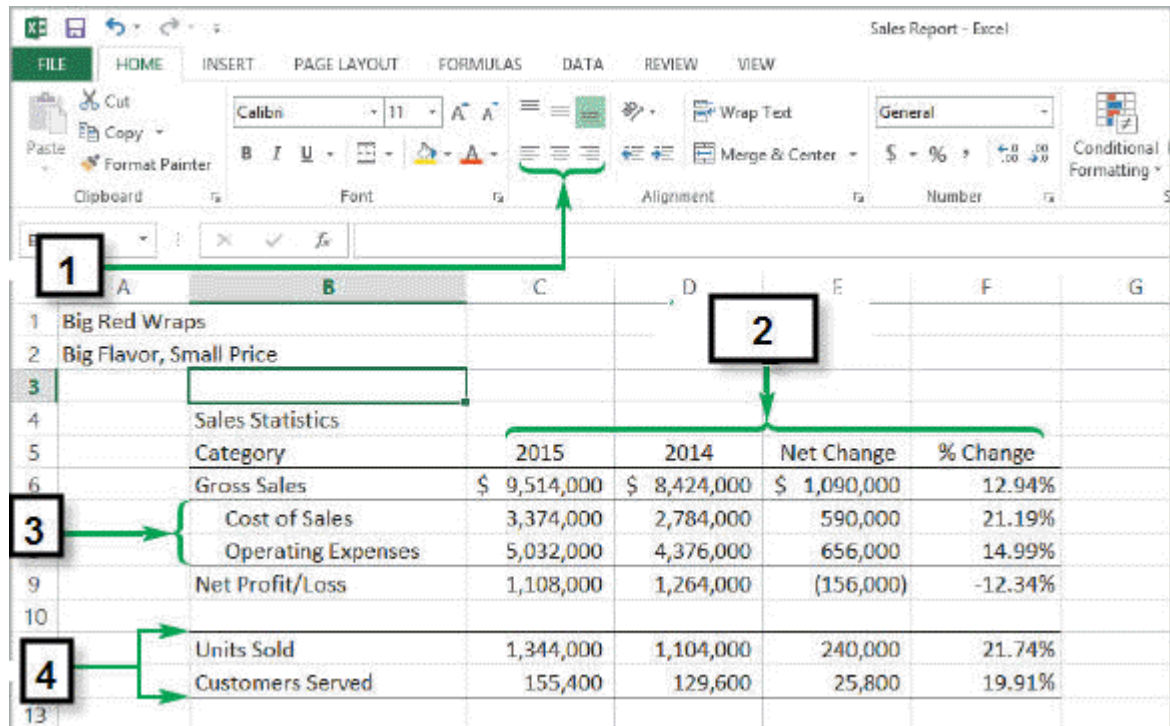 Sales Report - Excel
FILE HOME INSERT PAGE LAYOUT FORMULAS DATA REVIEW VIEW
Cut
Copy
Paste
Format Painter
Calibri 11 A A
Wrap Text
General
B I U A
Merge & Center
$ % , .0 .00 .00 .0
Conditional
Formatting
Clipboard Font Alignment Number
fx
1
A B C D E F G
1 Big Red Wraps
2
2 Big Flavor, Small Price
3
4 Sales Statistics
5 Category 2015 2014 Net Change % Change
6 Gross Sales $ 9,514,000 $ 8,424,000 $ 1,090,000 12.94%
3
Cost of Sales 3,374,000 2,784,000 590,000 21.19%
Operating Expenses 5,032,000 4,376,000 656,000 14.99%
9 Net Profit/Loss 1,108,000 1,264,000 (156,000) -12.34%
10
Units Sold 1,344,000 1,104,000 240,000 21.74%
4
Customers Served 155,400 129,600 25,800 19.91%
13